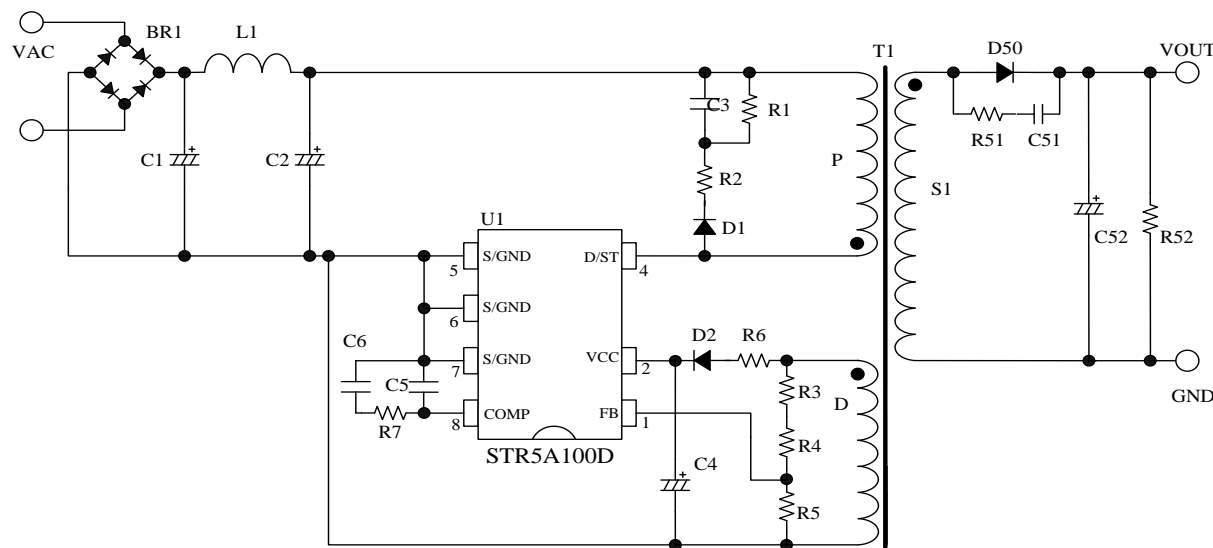 VAC
BR1
L1
C1
C2
C3
R1
R2
D1
P
T1
S1
D50
R51
C51
C52
R52
VOUT
GND
U1
S/GND
5
S/GND
6
S/GND
7
COMP
8
D/ST
4
VCC
2
FB
1
STR5A100D
C6
C5
R7
D2
R6
R3
R4
R5
D
C4